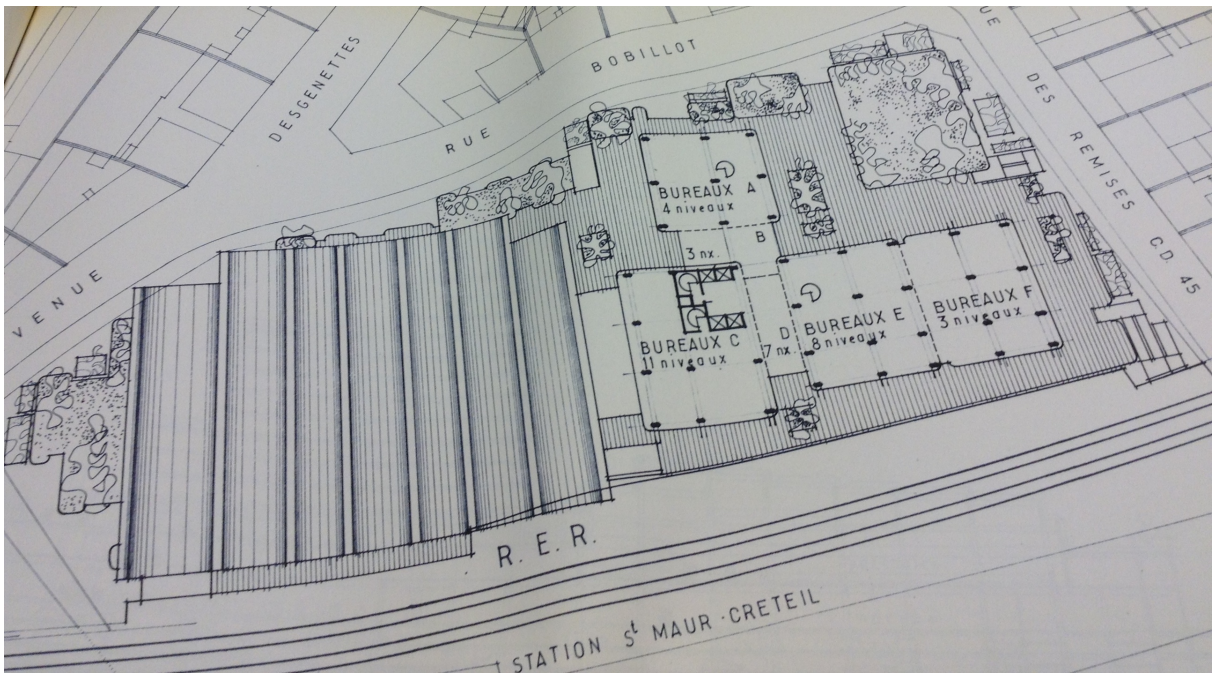 DESGENETTES
RUE BOBILLOT
VENUE
UE DES REMISES CD 45
BUREAUX A
4 niveaux
B
3 nx.
BUREAUX C
11 niveaux
D
7 nx.
BUREAUX E
8 niveaux
BUREAUX F
3 niveaux
R. E. R.
STATION St MAUR-CRETEIL